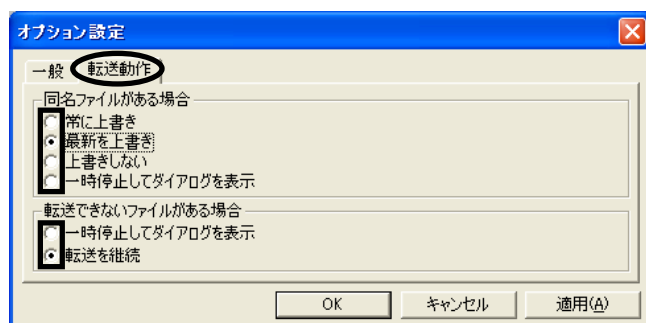 オプション設定
一般 転送動作
同名ファイルがある場合
常に上書き
最新を上書き
上書きしない
一時停止してダイアログを表示
転送できないファイルがある場合
一時停止してダイアログを表示
転送を継続
OK キャンセル 適用(A)